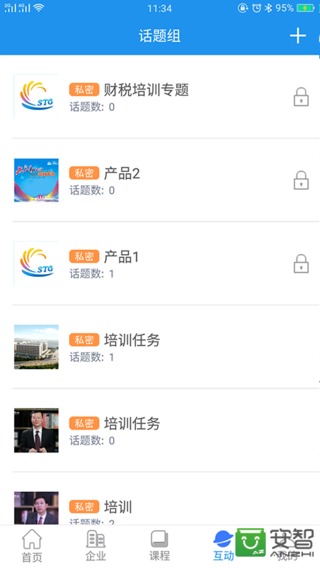 11:34
95%
话题组
私密 财税培训专题
话题数: 0
STG
私密 产品2
话题数: 0
私密 产品1
话题数: 1
STG
私密 培训任务
话题数: 1
私密 培训任务
话题数: 0
私密 培训
话题数: 2
首页 企业 课程 互动 我的
安智